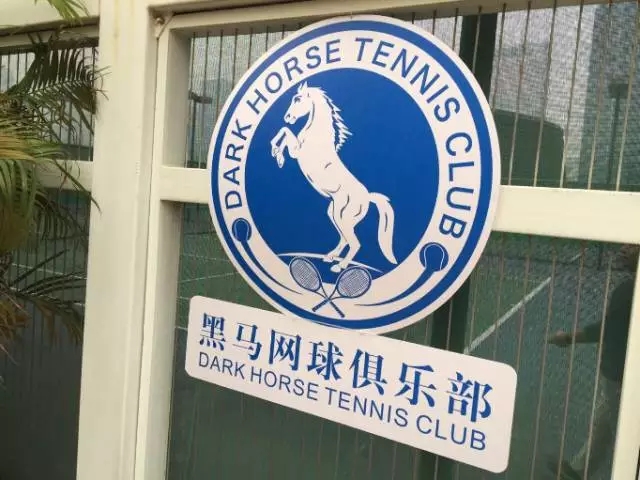 DARK HORSE TENNIS CLUB
黑马网球俱乐部
DARK HORSE TENNIS CLUB